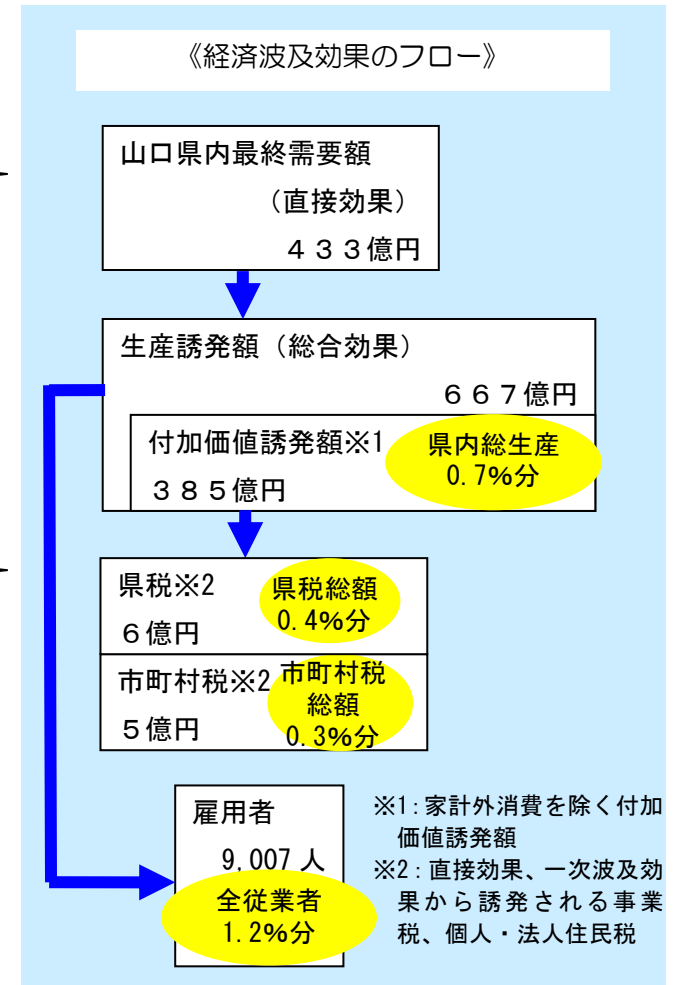 《経済波及効果のフロー》
山口県内最終需要額
（直接効果）
４３３億円
生産誘発額（総合効果）
６６７億円
付加価値誘発額※1
３８５億円
県内総生産
0.7%分
県税※2
６億円
県税総額
0.4%分
市町村税※2
５億円
市町村税
総額
0.3%分
雇用者
9,007 人
全従業者
1.2%分
※1：家計外消費を除く付加
価値誘発額
※2：直接効果、一次波及効
果から誘発される事業
税、個人・法人住民税